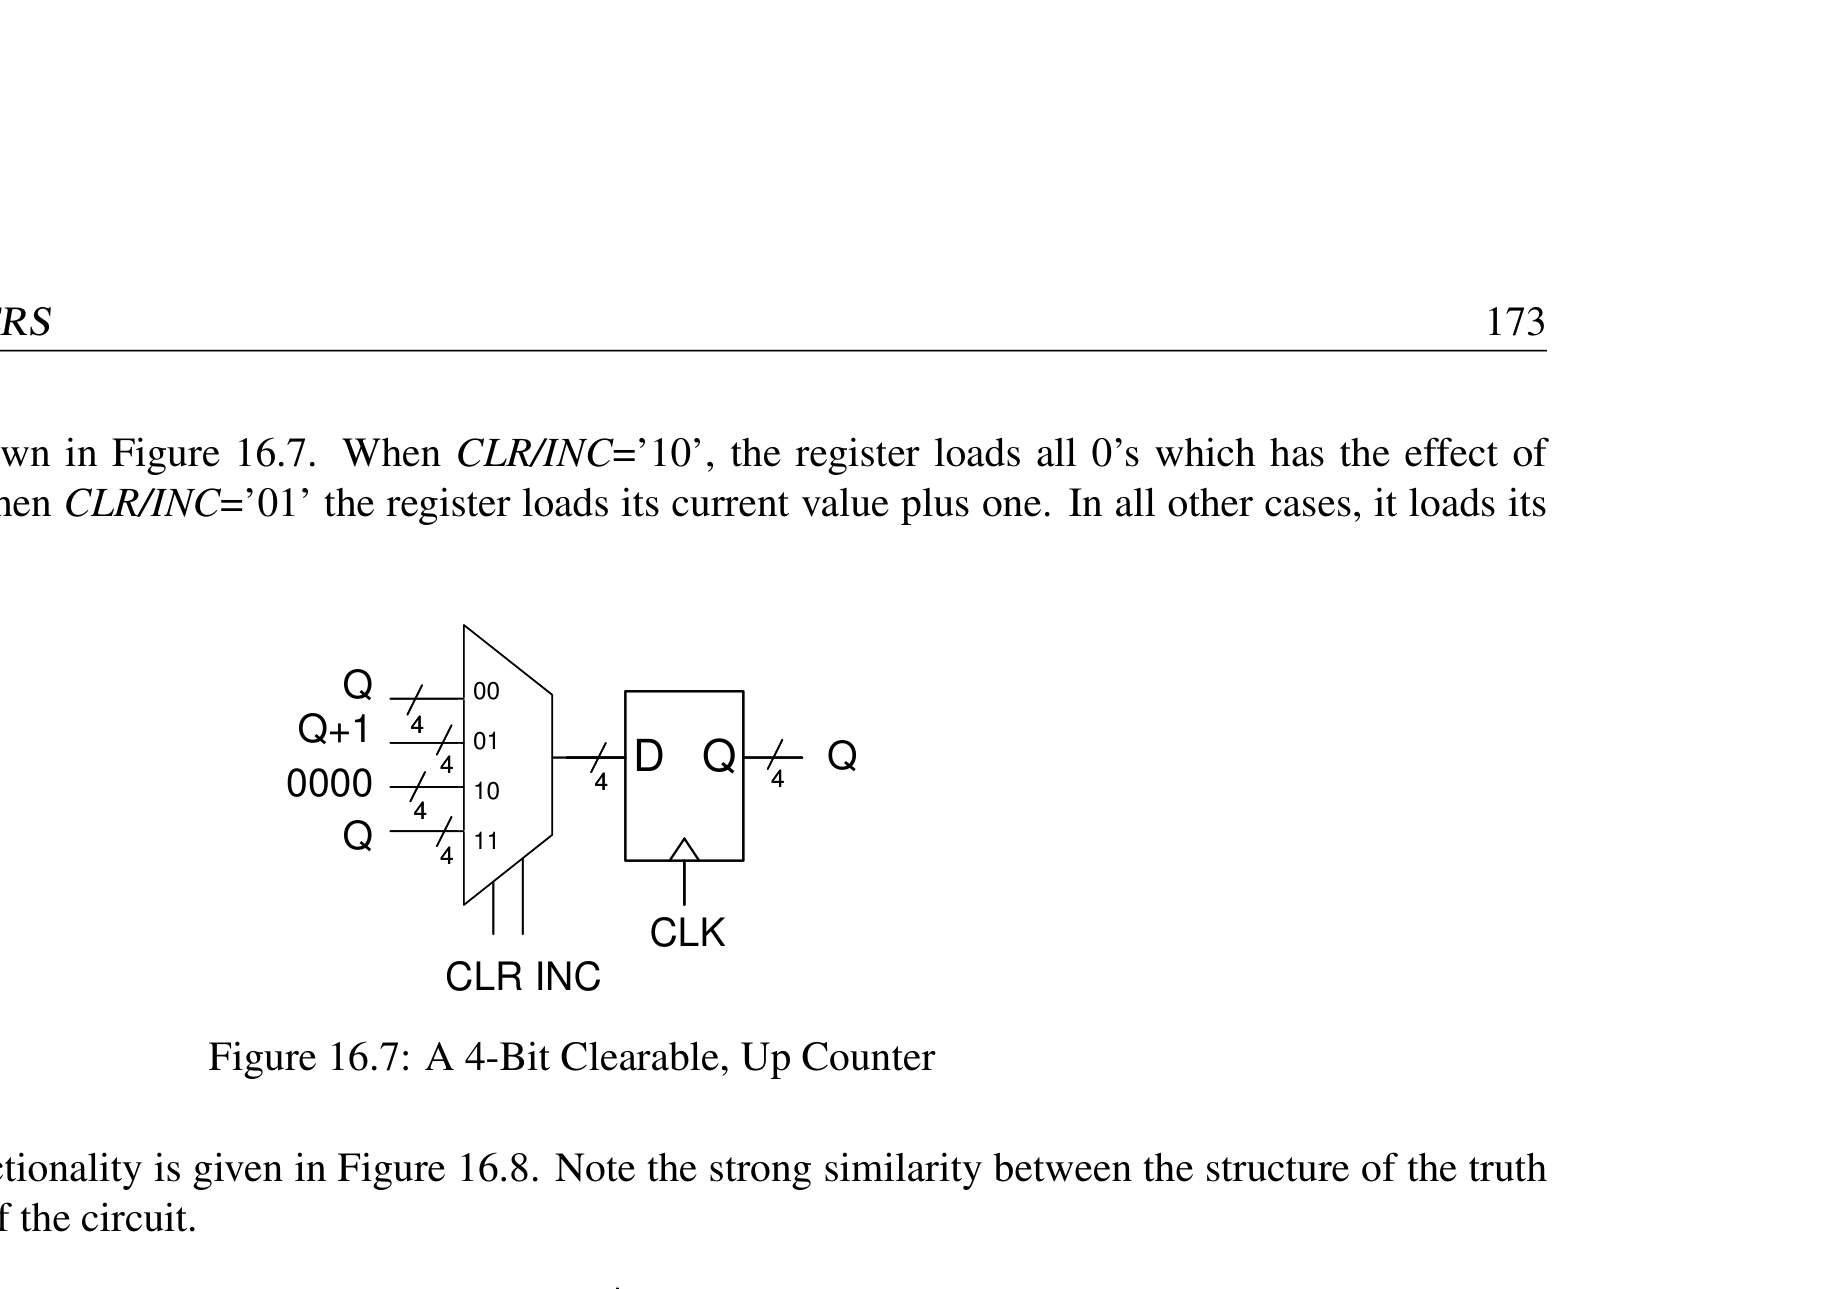 RS 173
wn in Figure 16.7. When CLR/INC='10', the register loads all 0's which has the effect of
en CLR/INC='01' the register loads its current value plus one. In all other cases, it loads its
Q 00
4
Q+1 01
4
0000 10
4
Q 11
4
4
D Q
4
Q
CLK
CLR INC
Figure 16.7: A 4-Bit Clearable, Up Counter
ctionality is given in Figure 16.8. Note the strong similarity between the structure of the truth
f the circuit.